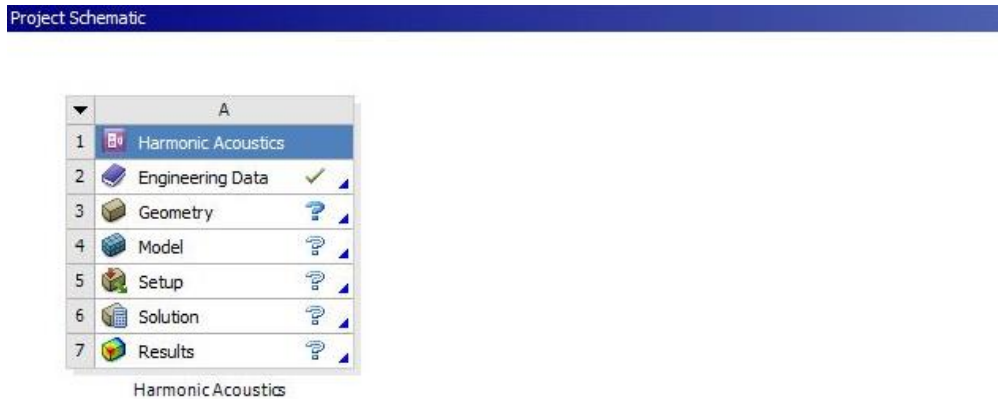 Project Schematic
A
1 Harmonic Acoustics
2 Engineering Data
3 Geometry
4 Model
5 Setup
6 Solution
7 Results
Harmonic Acoustics